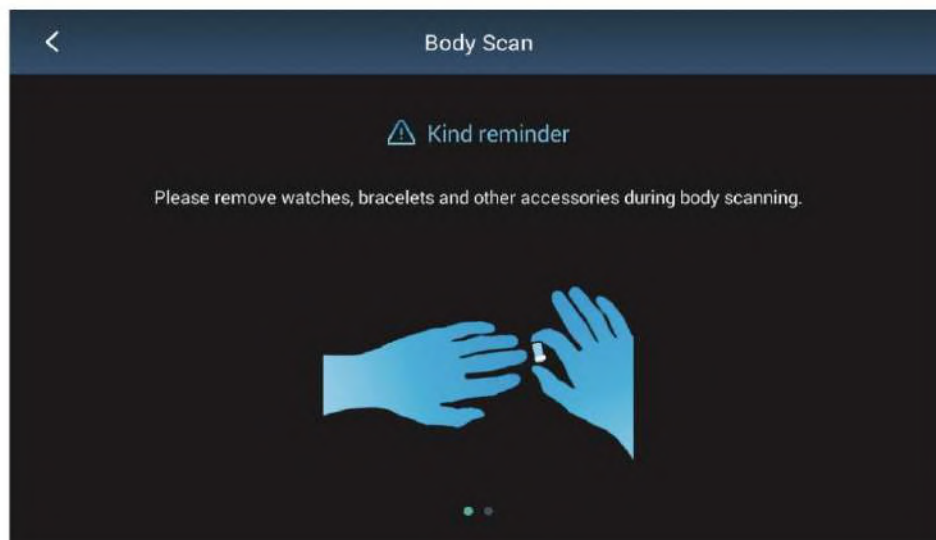 Body Scan
Kind reminder
Please remove watches, bracelets and other accessories during body scanning.